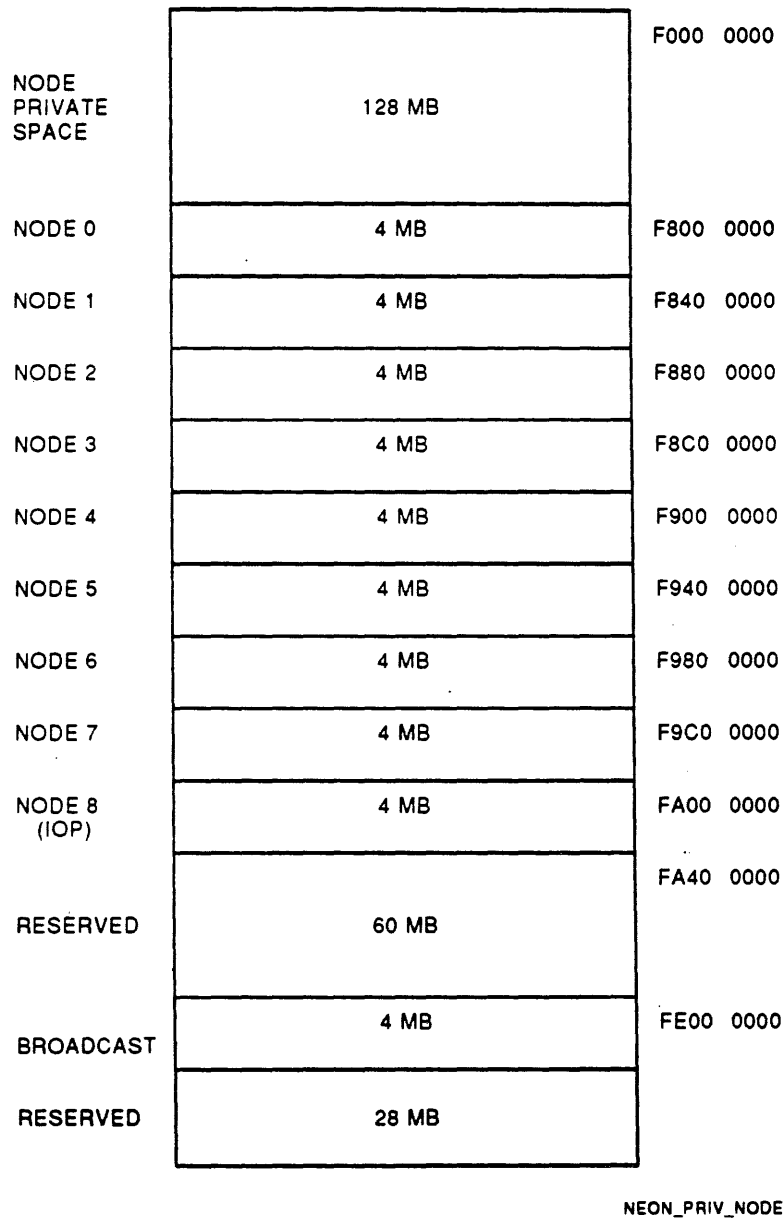 F000 0000
NODE
PRIVATE 128 MB
SPACE
NODE 0 4 MB F800 0000
NODE 1 4 MB F840 0000
NODE 2 4 MB F880 0000
NODE 3 4 MB F8C0 0000
NODE 4 4 MB F900 0000
NODE 5 4 MB F940 0000
NODE 6 4 MB F980 0000
NODE 7 4 MB F9C0 0000
NODE 8 4 MB FA00 0000
(IOP)
FA40 0000
RESERVED 60 MB
4 MB FE00 0000
BROADCAST
RESERVED 28 MB
NEON_PRIV_NODE